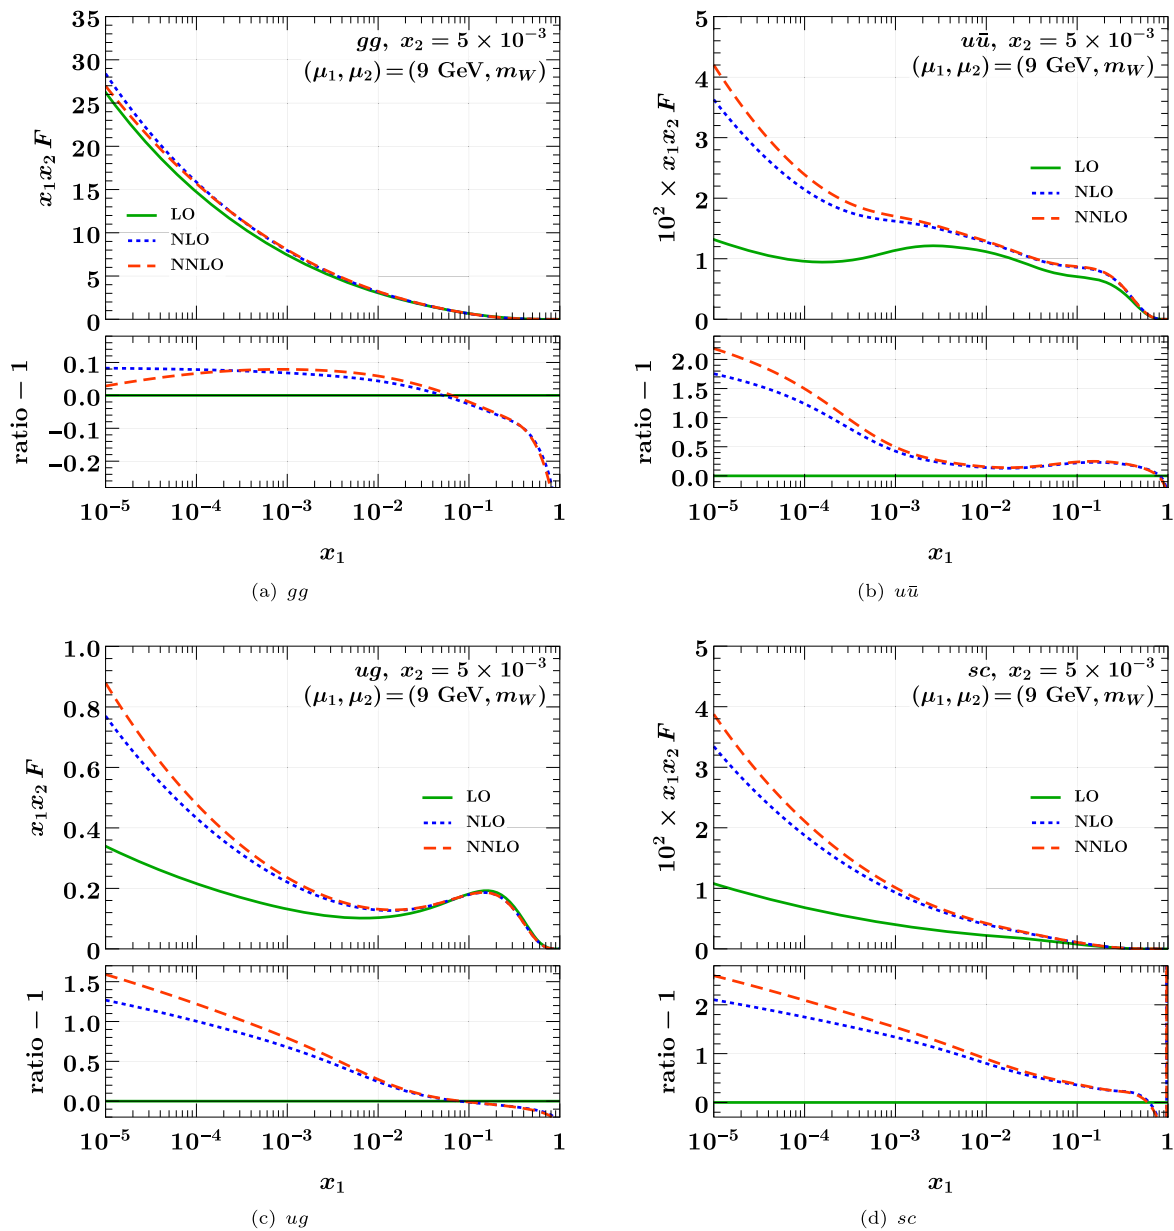 35
30
25
20
15
10
5
0
x₁x₂F
gg, x₂ = 5 × 10⁻³
(μ₁, μ₂) = (9 GeV, m_W)
LO
NLO
NNLO
0.1
0.0
−0.1
−0.2
ratio − 1
10⁻⁵ 10⁻⁴ 10⁻³ 10⁻² 10⁻¹ 1
x₁
(a) gg
5
4
3
2
1
0
10² × x₁x₂F
uū, x₂ = 5 × 10⁻³
(μ₁, μ₂) = (9 GeV, m_W)
LO
NLO
NNLO
2.0
1.5
1.0
0.5
0.0
ratio − 1
10⁻⁵ 10⁻⁴ 10⁻³ 10⁻² 10⁻¹ 1
x₁
(b) uū
1.0
0.8
0.6
0.4
0.2
0
x₁x₂F
ug, x₂ = 5 × 10⁻³
(μ₁, μ₂) = (9 GeV, m_W)
LO
NLO
NNLO
1.5
1.0
0.5
0.0
ratio − 1
10⁻⁵ 10⁻⁴ 10⁻³ 10⁻² 10⁻¹ 1
x₁
(c) ug
5
4
3
2
1
0
10² × x₁x₂F
sc, x₂ = 5 × 10⁻³
(μ₁, μ₂) = (9 GeV, m_W)
LO
NLO
NNLO
2
1
0
ratio − 1
10⁻⁵ 10⁻⁴ 10⁻³ 10⁻² 10⁻¹ 1
x₁
(d) sc